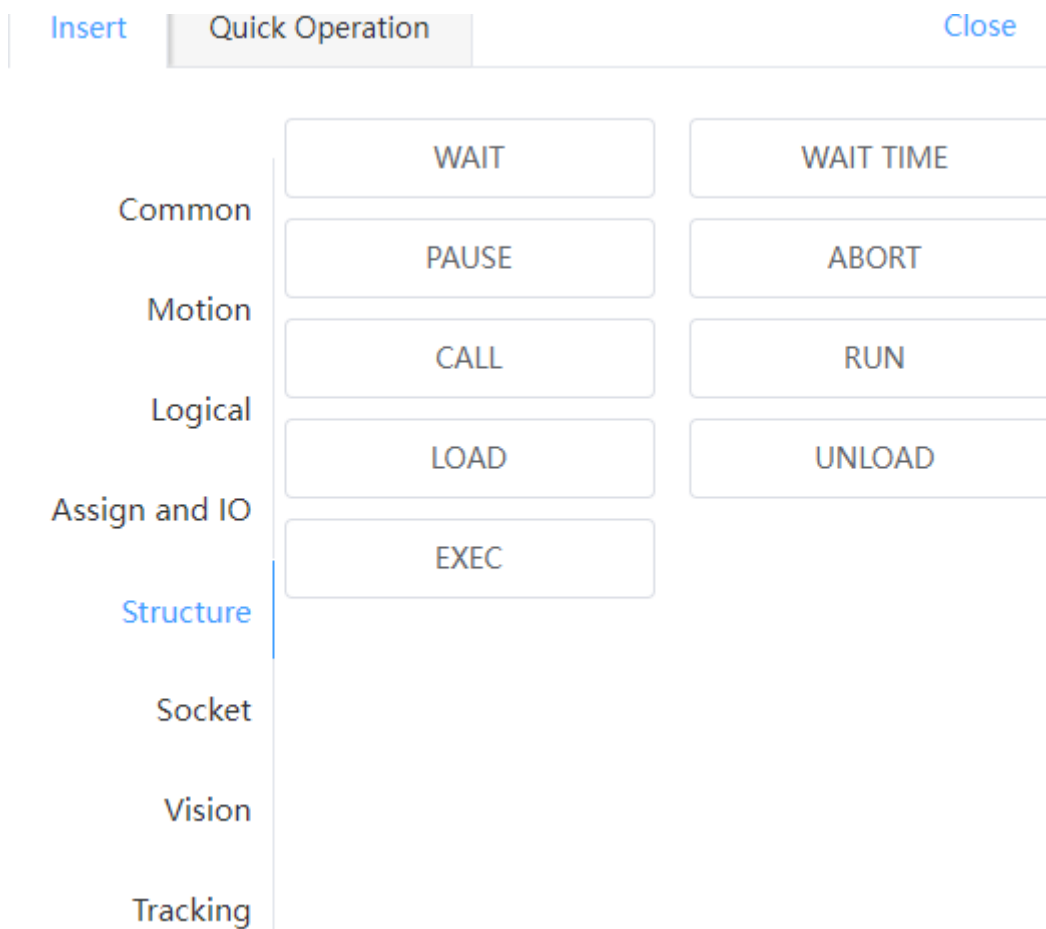 Insert Quick Operation Close
WAIT WAIT TIME
Common
PAUSE ABORT
Motion
CALL RUN
Logical
LOAD UNLOAD
Assign and IO
EXEC
Structure
Socket
Vision
Tracking